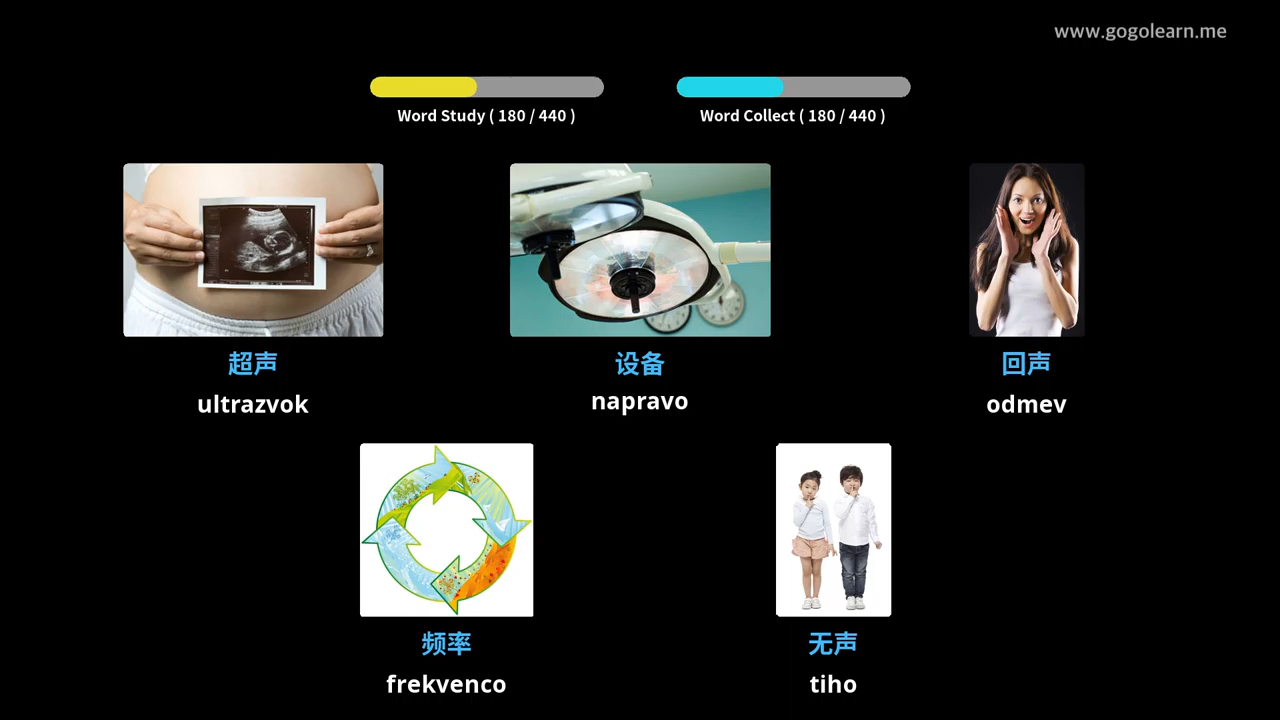 www.gogolearn.me
Word Study ( 180 / 440 )
Word Collect ( 180 / 440 )
超声
ultrazvok
设备
napravo
回声
odmev
频率
frekvenco
无声
tiho